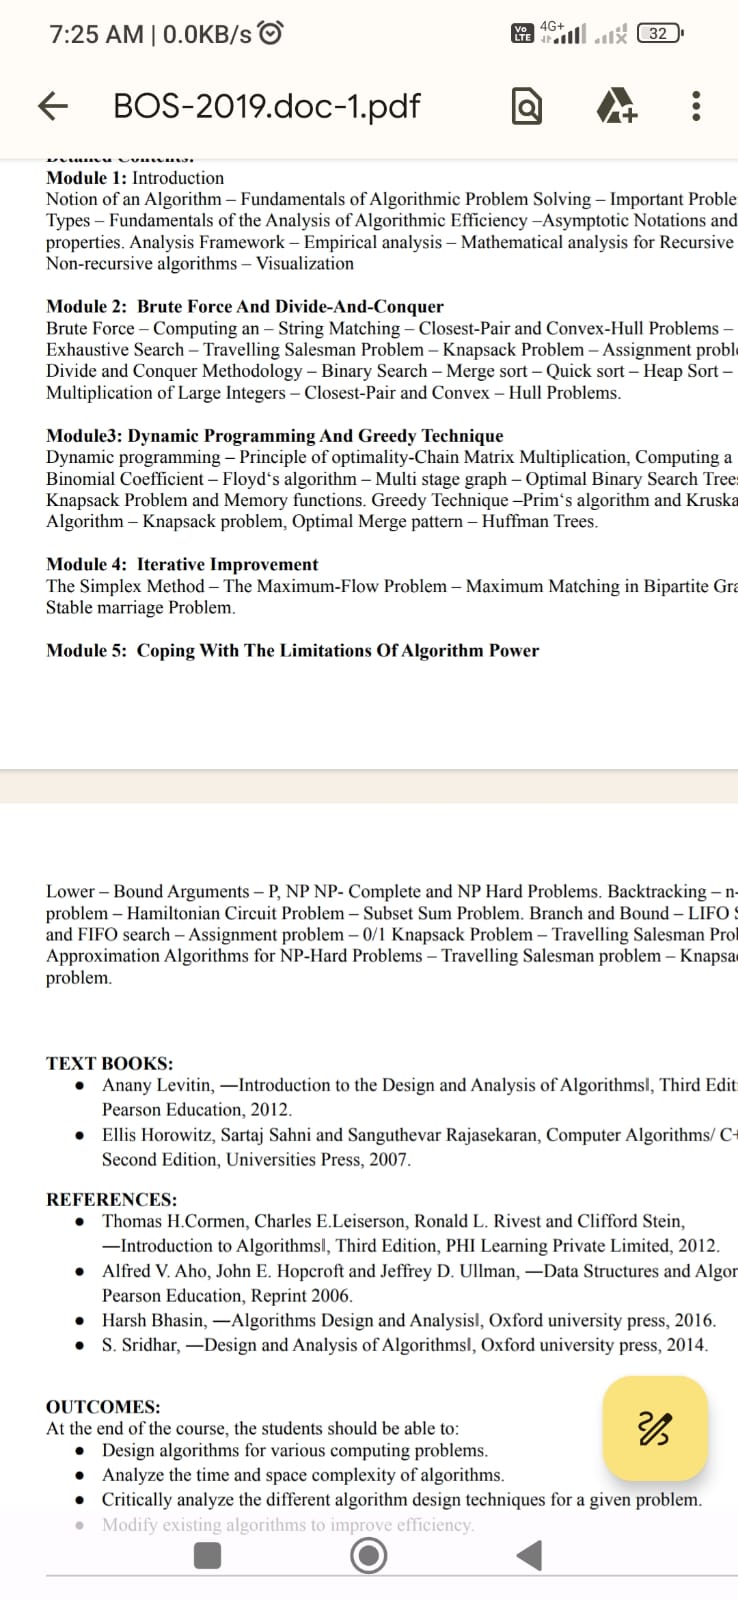 7:25 AM | 0.0KB/s
Vo LTE 4G+ 32
BOS-2019.doc-1.pdf
Detailed Contents:
Module 1: Introduction
Notion of an Algorithm – Fundamentals of Algorithmic Problem Solving – Important Proble
Types – Fundamentals of the Analysis of Algorithmic Efficiency –Asymptotic Notations and
properties. Analysis Framework – Empirical analysis – Mathematical analysis for Recursive
Non-recursive algorithms – Visualization
Module 2: Brute Force And Divide-And-Conquer
Brute Force – Computing an – String Matching – Closest-Pair and Convex-Hull Problems –
Exhaustive Search – Travelling Salesman Problem – Knapsack Problem – Assignment proble
Divide and Conquer Methodology – Binary Search – Merge sort – Quick sort – Heap Sort –
Multiplication of Large Integers – Closest-Pair and Convex – Hull Problems.
Module3: Dynamic Programming And Greedy Technique
Dynamic programming – Principle of optimality-Chain Matrix Multiplication, Computing a
Binomial Coefficient – Floyd‘s algorithm – Multi stage graph – Optimal Binary Search Trees
Knapsack Problem and Memory functions. Greedy Technique –Prim‘s algorithm and Kruska
Algorithm – Knapsack problem, Optimal Merge pattern – Huffman Trees.
Module 4: Iterative Improvement
The Simplex Method – The Maximum-Flow Problem – Maximum Matching in Bipartite Gra
Stable marriage Problem.
Module 5: Coping With The Limitations Of Algorithm Power
Lower – Bound Arguments – P, NP NP- Complete and NP Hard Problems. Backtracking – n-
problem – Hamiltonian Circuit Problem – Subset Sum Problem. Branch and Bound – LIFO S
and FIFO search – Assignment problem – 0/1 Knapsack Problem – Travelling Salesman Prob
Approximation Algorithms for NP-Hard Problems – Travelling Salesman problem – Knapsac
problem.
TEXT BOOKS:
● Anany Levitin, ―Introduction to the Design and Analysis of Algorithms‖, Third Edit
Pearson Education, 2012.
● Ellis Horowitz, Sartaj Sahni and Sanguthevar Rajasekaran, Computer Algorithms/ C+
Second Edition, Universities Press, 2007.
REFERENCES:
● Thomas H.Cormen, Charles E.Leiserson, Ronald L. Rivest and Clifford Stein,
―Introduction to Algorithms‖, Third Edition, PHI Learning Private Limited, 2012.
● Alfred V. Aho, John E. Hopcroft and Jeffrey D. Ullman, ―Data Structures and Algor
Pearson Education, Reprint 2006.
● Harsh Bhasin, ―Algorithms Design and Analysis‖, Oxford university press, 2016.
● S. Sridhar, ―Design and Analysis of Algorithms‖, Oxford university press, 2014.
OUTCOMES:
At the end of the course, the students should be able to:
● Design algorithms for various computing problems.
● Analyze the time and space complexity of algorithms.
● Critically analyze the different algorithm design techniques for a given problem.
● Modify existing algorithms to improve efficiency.